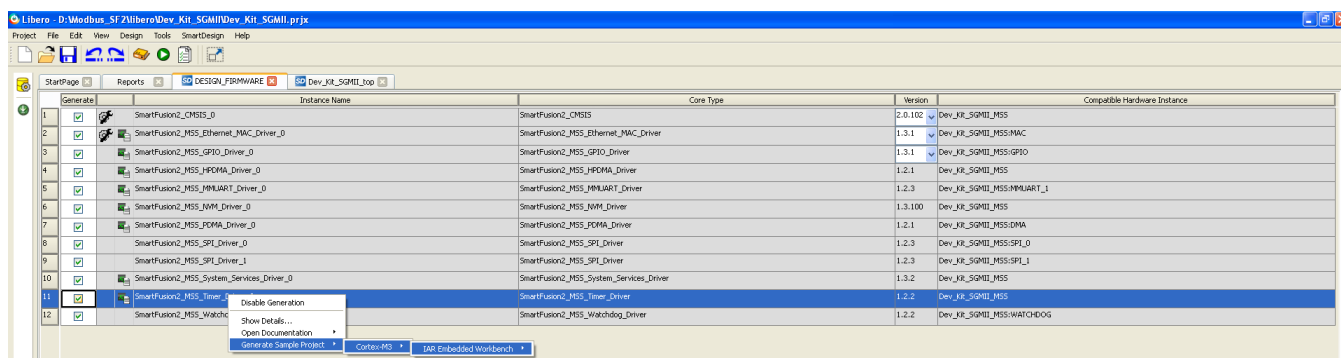 Libero - D:\Modbus_SF2\libero\Dev_Kit_SGMII\Dev_Kit_SGMII.prjx
Project File Edit View Design Tools SmartDesign Help
StartPage Reports DESIGN_FIRMWARE Dev_Kit_SGMII_top
Generate Instance Name Core Type Version Compatible Hardware Instance
1 SmartFusion2_CMSIS_0 SmartFusion2_CMSIS 2.0.102 Dev_Kit_SGMII_MSS
2 SmartFusion2_MSS_Ethernet_MAC_Driver_0 SmartFusion2_MSS_Ethernet_MAC_Driver 1.3.1 Dev_Kit_SGMII_MSS:MAC
3 SmartFusion2_MSS_GPIO_Driver_0 SmartFusion2_MSS_GPIO_Driver 1.3.1 Dev_Kit_SGMII_MSS:GPIO
4 SmartFusion2_MSS_HPDMA_Driver_0 SmartFusion2_MSS_HPDMA_Driver 1.2.1 Dev_Kit_SGMII_MSS
5 SmartFusion2_MSS_MMUART_Driver_0 SmartFusion2_MSS_MMUART_Driver 1.2.3 Dev_Kit_SGMII_MSS:MMUART_1
6 SmartFusion2_MSS_NVM_Driver_0 SmartFusion2_MSS_NVM_Driver 1.3.100 Dev_Kit_SGMII_MSS
7 SmartFusion2_MSS_PDMA_Driver_0 SmartFusion2_MSS_PDMA_Driver 1.2.1 Dev_Kit_SGMII_MSS:DMA
8 SmartFusion2_MSS_SPI_Driver_0 SmartFusion2_MSS_SPI_Driver 1.2.3 Dev_Kit_SGMII_MSS:SPI_0
9 SmartFusion2_MSS_SPI_Driver_1 SmartFusion2_MSS_SPI_Driver 1.2.3 Dev_Kit_SGMII_MSS:SPI_1
10 SmartFusion2_MSS_System_Services_Driver_0 SmartFusion2_MSS_System_Services_Driver 1.3.2 Dev_Kit_SGMII_MSS
11 SmartFusion2_MSS_Timer_D SmartFusion2_MSS_Timer_Driver 1.2.2 Dev_Kit_SGMII_MSS
12 SmartFusion2_MSS_Watchd SmartFusion2_MSS_Watchdog_Driver 1.2.2 Dev_Kit_SGMII_MSS:WATCHDOG
Disable Generation
Show Details...
Open Documentation
Generate Sample Project Cortex-M3 IAR Embedded Workbench